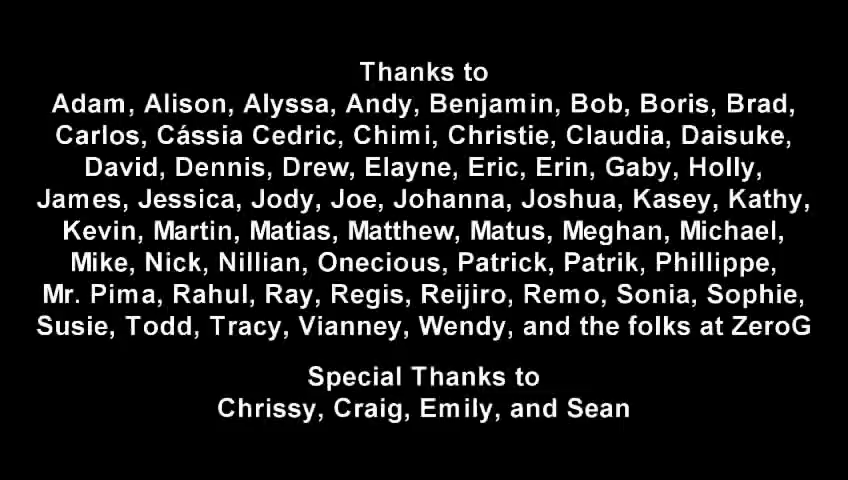 Thanks to
Adam, Alison, Alyssa, Andy, Benjamin, Bob, Boris, Brad,
Carlos, Cássia Cedric, Chimi, Christie, Claudia, Daisuke,
David, Dennis, Drew, Elayne, Eric, Erin, Gaby, Holly,
James, Jessica, Jody, Joe, Johanna, Joshua, Kasey, Kathy,
Kevin, Martin, Matias, Matthew, Matus, Meghan, Michael,
Mike, Nick, Nillian, Onecious, Patrick, Patrik, Phillippe,
Mr. Pima, Rahul, Ray, Regis, Reijiro, Remo, Sonia, Sophie,
Susie, Todd, Tracy, Vianney, Wendy, and the folks at ZeroG
Special Thanks to
Chrissy, Craig, Emily, and Sean